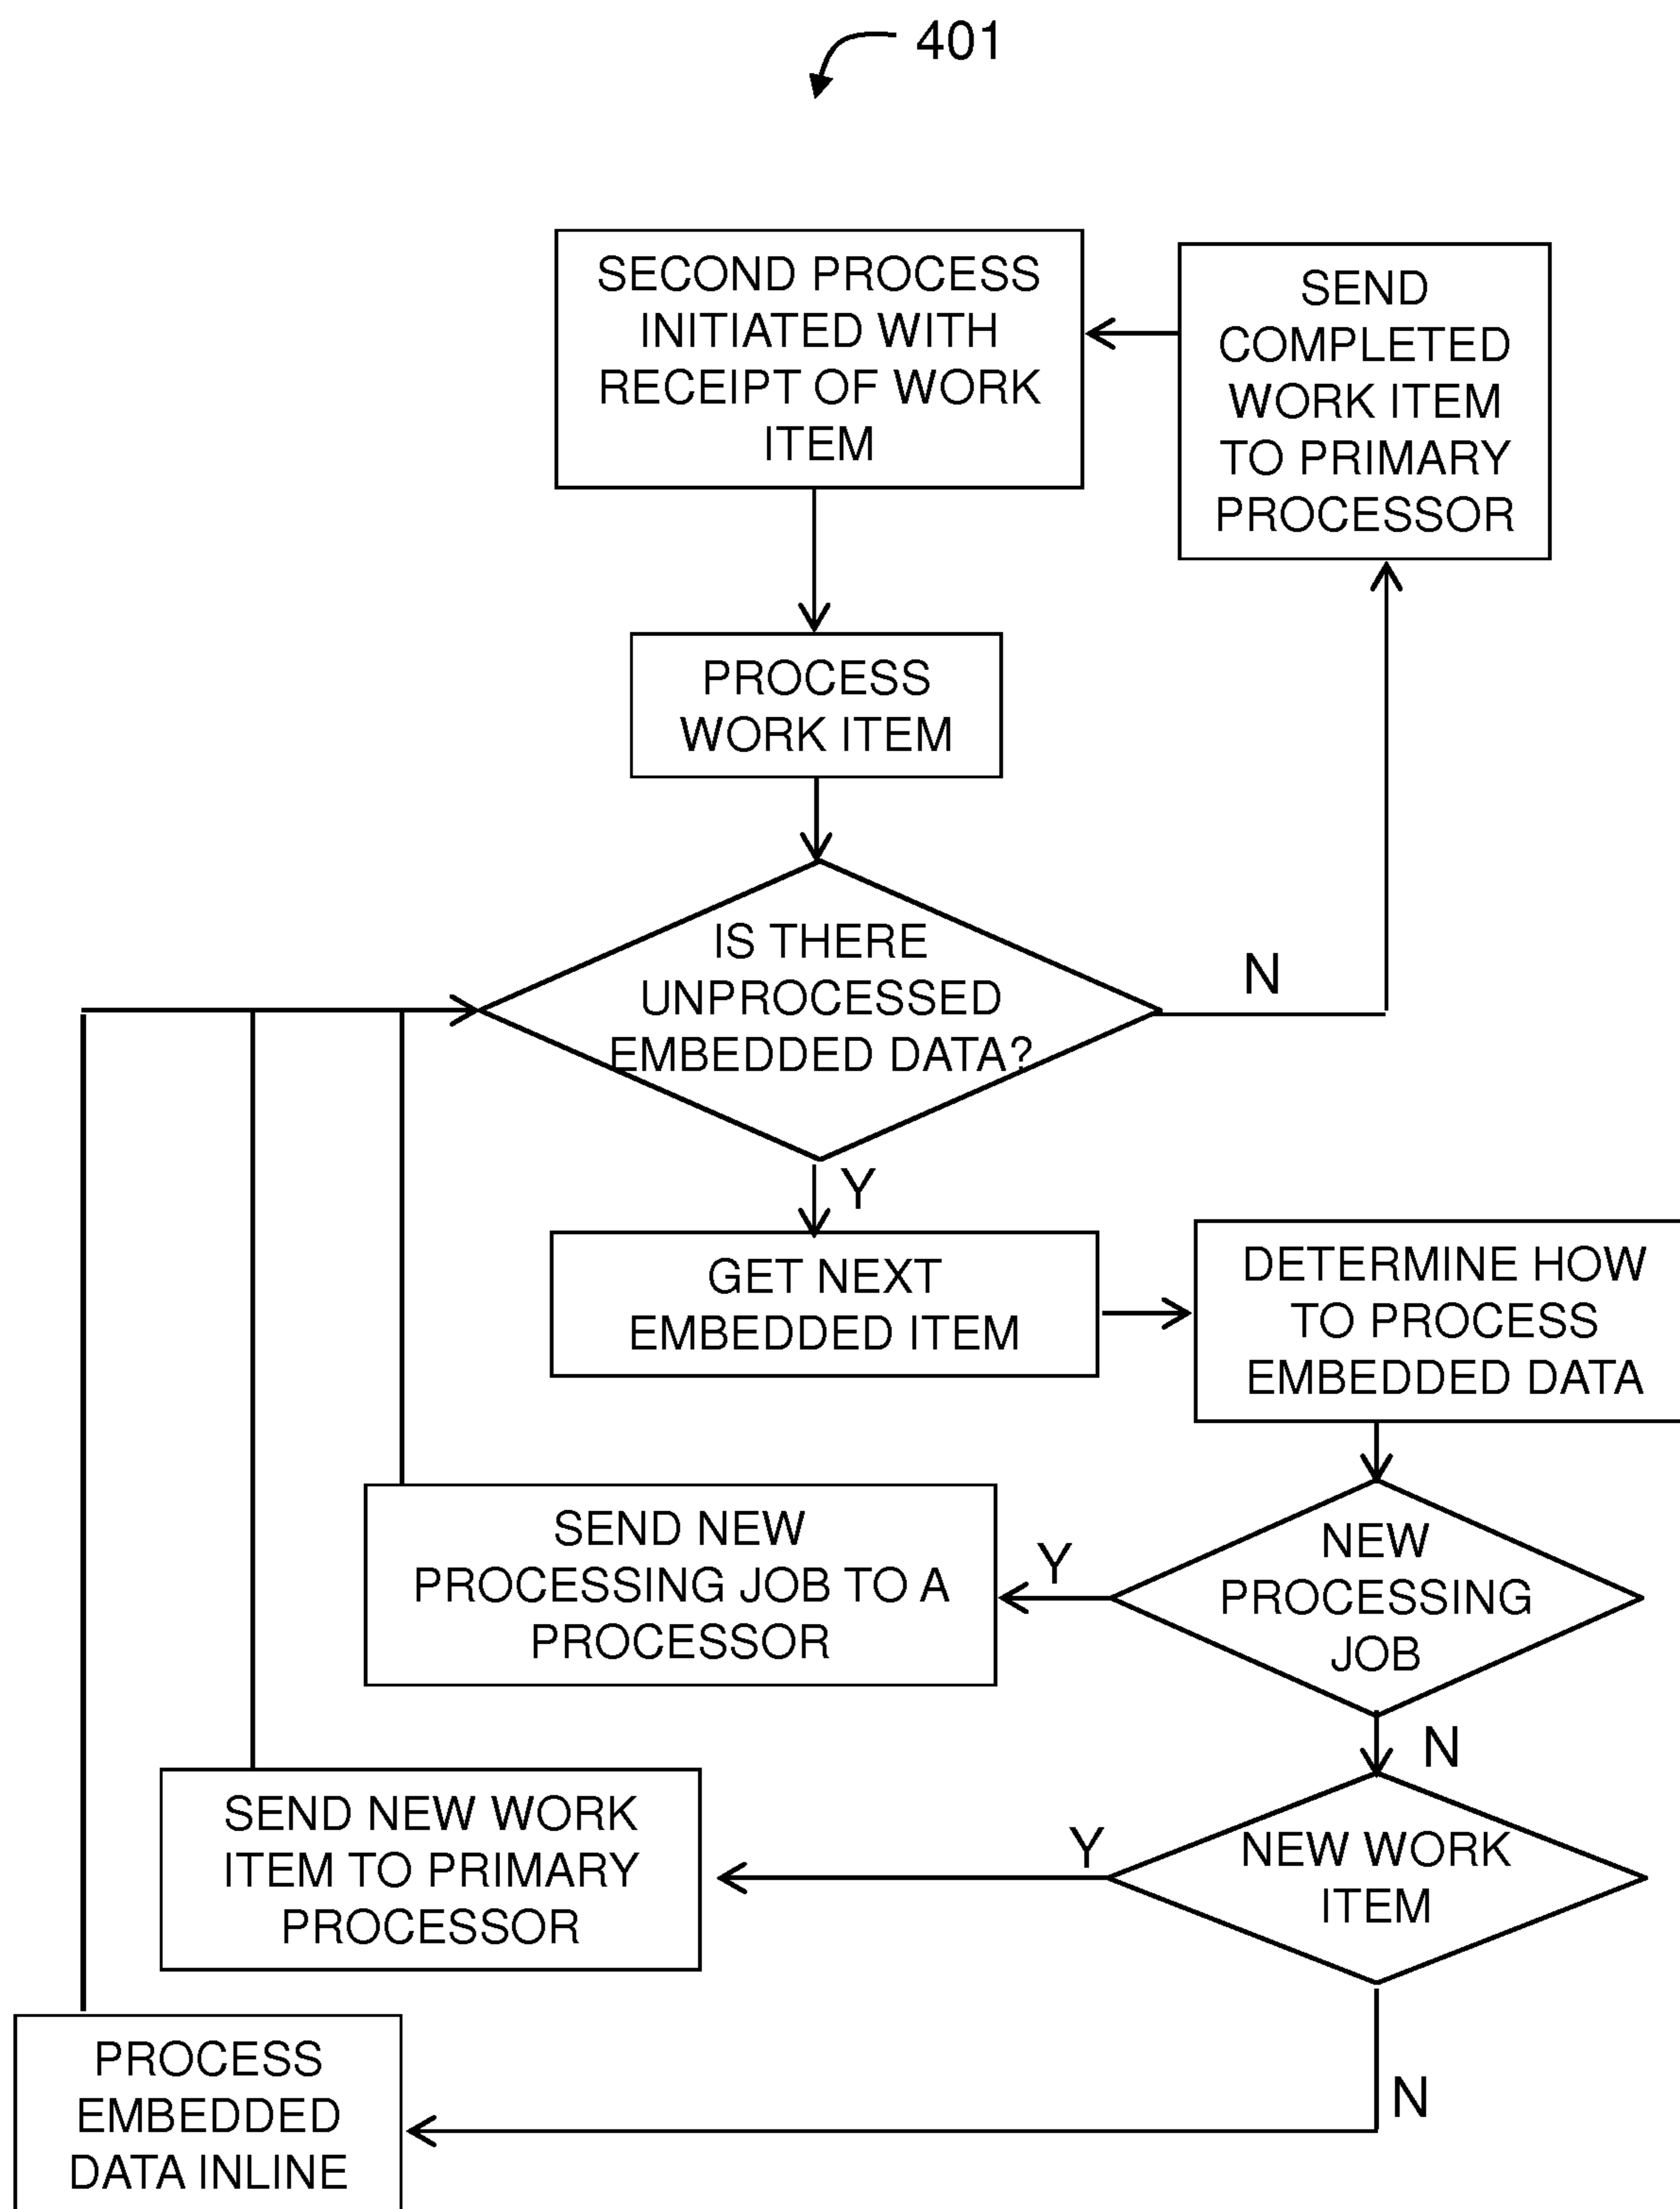 401
SECOND PROCESS
INITIATED WITH
RECEIPT OF WORK
ITEM
SEND
COMPLETED
WORK ITEM
TO PRIMARY
PROCESSOR
PROCESS
WORK ITEM
IS THERE
UNPROCESSED
EMBEDDED DATA?
N
Y
GET NEXT
EMBEDDED ITEM
DETERMINE HOW
TO PROCESS
EMBEDDED DATA
NEW
PROCESSING
JOB
Y
SEND NEW
PROCESSING JOB TO A
PROCESSOR
N
NEW WORK
ITEM
Y
SEND NEW WORK
ITEM TO PRIMARY
PROCESSOR
N
PROCESS
EMBEDDED
DATA INLINE